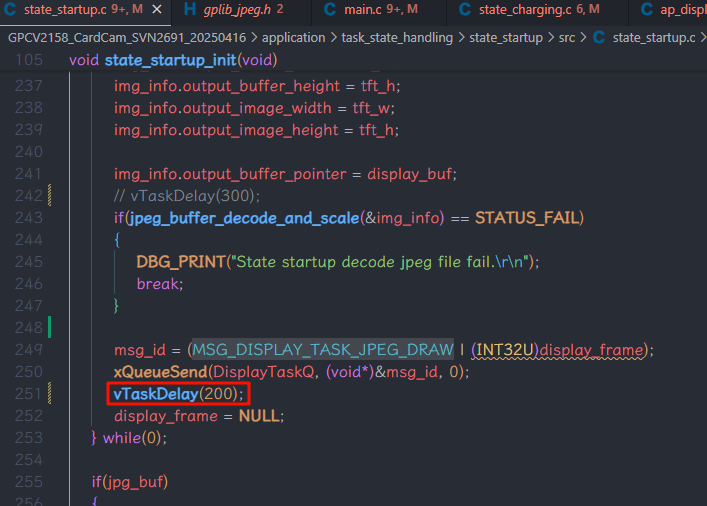 state_startup.c 9+, M × gplib_jpeg.h 2 main.c 9+, M state_charging.c 6, M ap_displ
GPCV2158_CardCam_SVN2691_20250416 > application > task_state_handling > state_startup > src > C state_startup.c >
105 void state_startup_init(void)
237 img_info.output_buffer_height = tft_h;
238 img_info.output_image_width = tft_w;
239 img_info.output_image_height = tft_h;
240
241 img_info.output_buffer_pointer = display_buf;
242 // vTaskDelay(300);
243 if(jpeg_buffer_decode_and_scale(&img_info) == STATUS_FAIL)
244 {
245 DBG_PRINT("State startup decode jpeg file fail.\r\n");
246 break;
247 }
248
249 msg_id = (MSG_DISPLAY_TASK_JPEG_DRAW | (INT32U)display_frame);
250 xQueueSend(DisplayTaskQ, (void*)&msg_id, 0);
251 vTaskDelay(200);
252 display_frame = NULL;
253 } while(0);
254
255 if(jpg_buf)
256 {